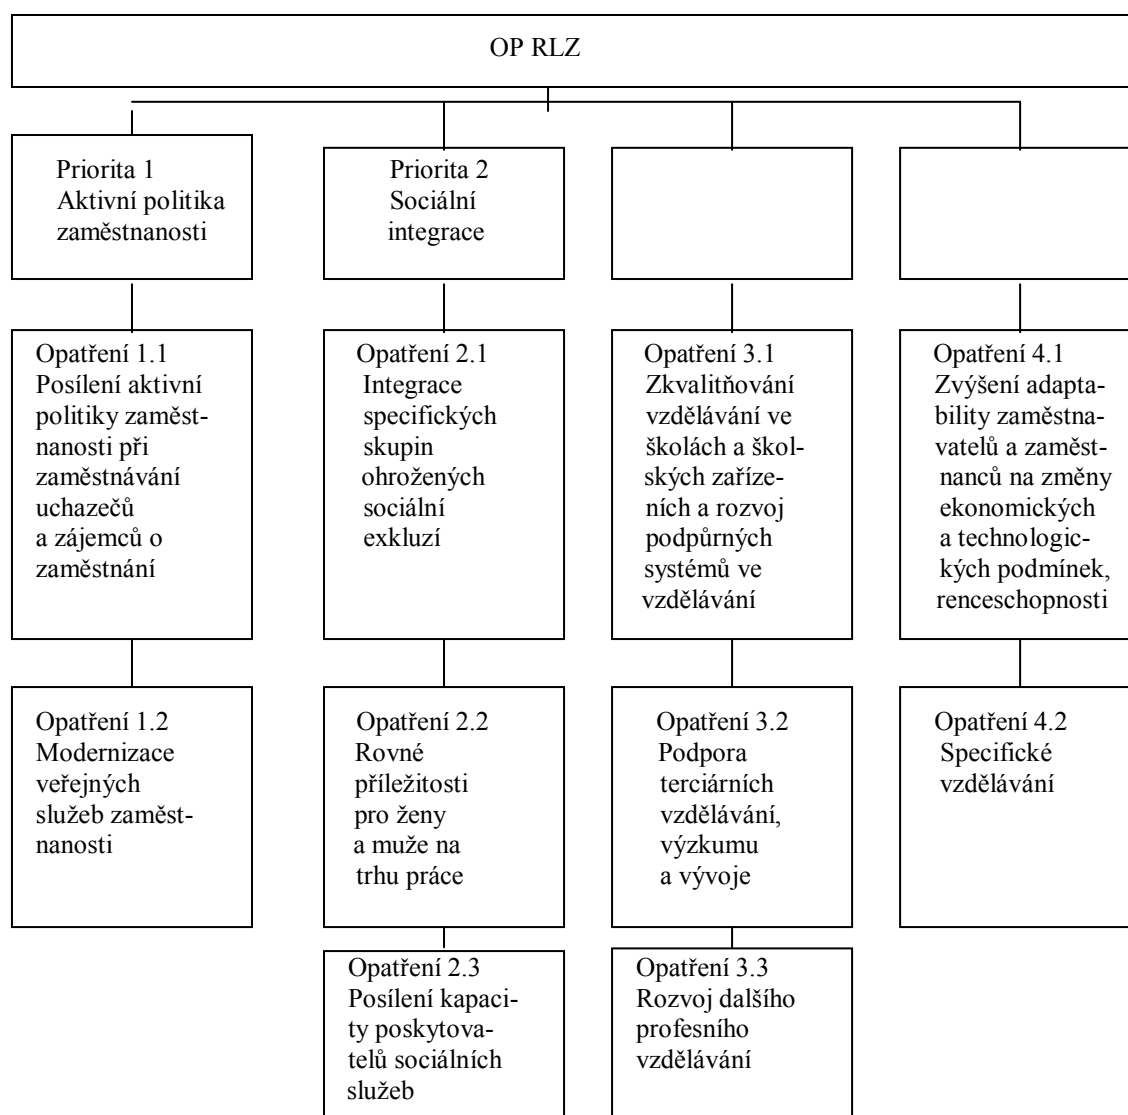 OP RLZ
Priorita 1
Aktivní politika
zaměstnanosti
Priorita 2
Sociální
integrace
Opatření 1.1
Posílení aktivní
politiky zaměst-
nanosti při
zaměstnávání
uchazečů
a zájemců o
zaměstnání
Opatření 2.1
Integrace
specifických
skupin
ohrožených
sociální
exkluzí
Opatření 3.1
Zkvalitňování
vzdělávání ve
školách a škol-
ských zaříze-
ních a rozvoj
podpůrných
systémů ve
vzdělávání
Opatření 4.1
Zvýšení adapta-
bility zaměstna-
vatelů a zaměst-
nanců na změny
ekonomických
a technologic-
kých podmínek,
renceschopnosti
Opatření 1.2
Modernizace
veřejných
služeb zaměst-
nanosti
Opatření 2.2
Rovné
příležitosti
pro ženy
a muže na
trhu práce
Opatření 3.2
Podpora
terciárních
vzdělávání,
výzkumu
a vývoje
Opatření 4.2
Specifické
vzdělávání
Opatření 2.3
Posílení kapaci-
ty poskytova-
telů sociálních
služeb
Opatření 3.3
Rozvoj dalšího
profesního
vzdělávání